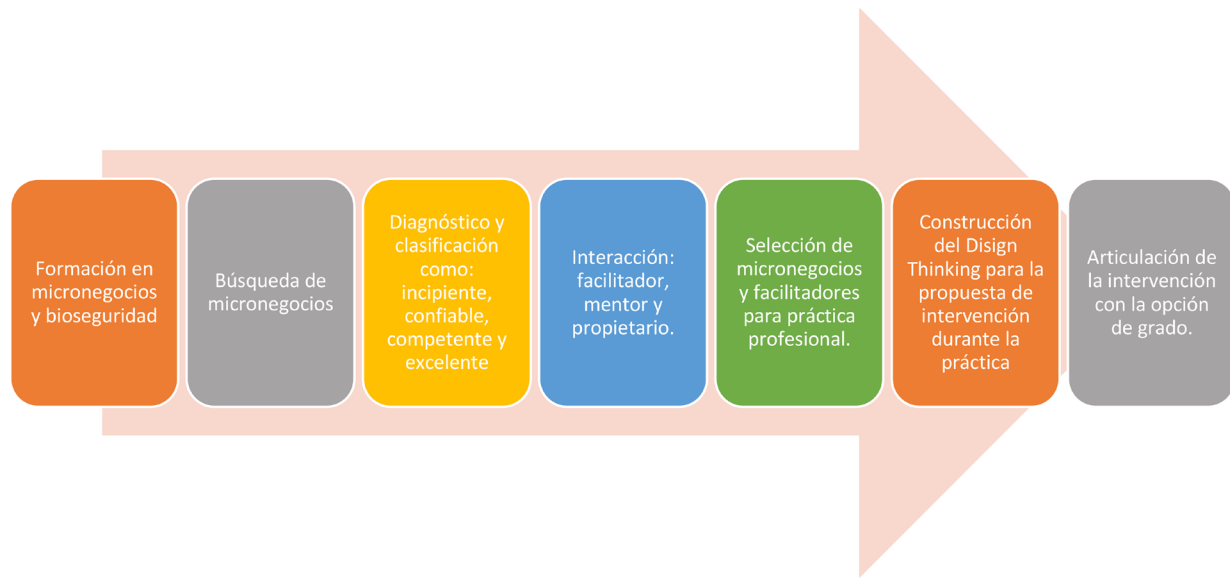 Formación en
micronegocios
y bioseguridad
Búsqueda de
micronegocios
Diagnóstico y
clasificación
como:
incipiente,
confiable,
competente y
excelente
Interacción:
facilitador,
mentor y
propietario.
Selección de
micronegocios
y facilitadores
para práctica
profesional.
Construcción
del Disign
Thinking para la
propuesta de
intervención
durante la
práctica
Articulación de
la intervención
con la opción
de grado.